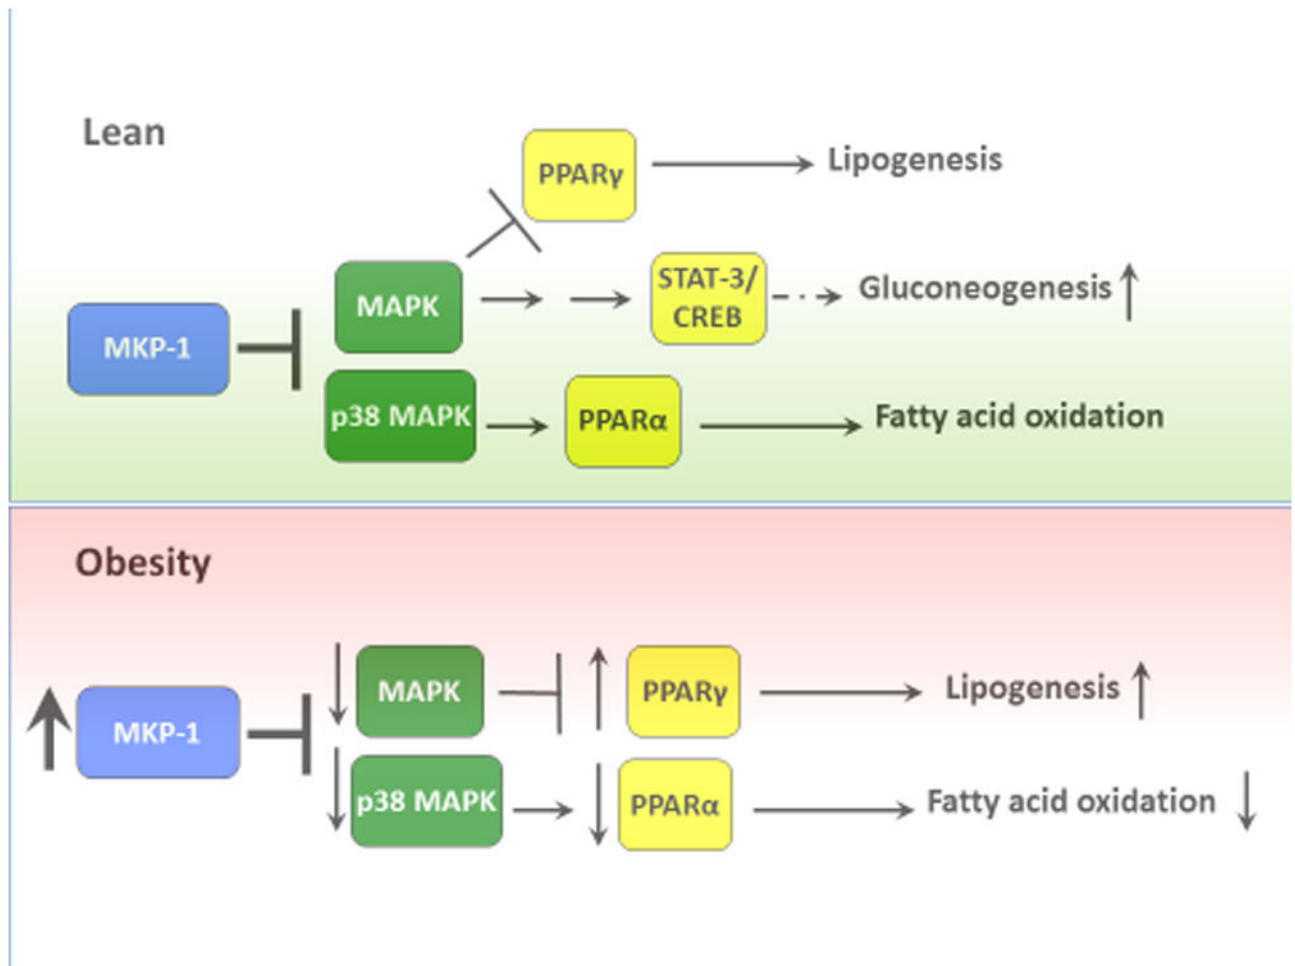 Lean
PPARγ
Lipogenesis
MAPK
STAT-3/
CREB
Gluconeogenesis
MKP-1
p38 MAPK
PPARα
Fatty acid oxidation
Obesity
MAPK
PPARγ
Lipogenesis
MKP-1
p38 MAPK
PPARα
Fatty acid oxidation